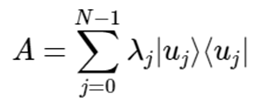 $A = \sum_{j=0}^{N-1} \lambda_j |u_j\rangle\langle u_j|$